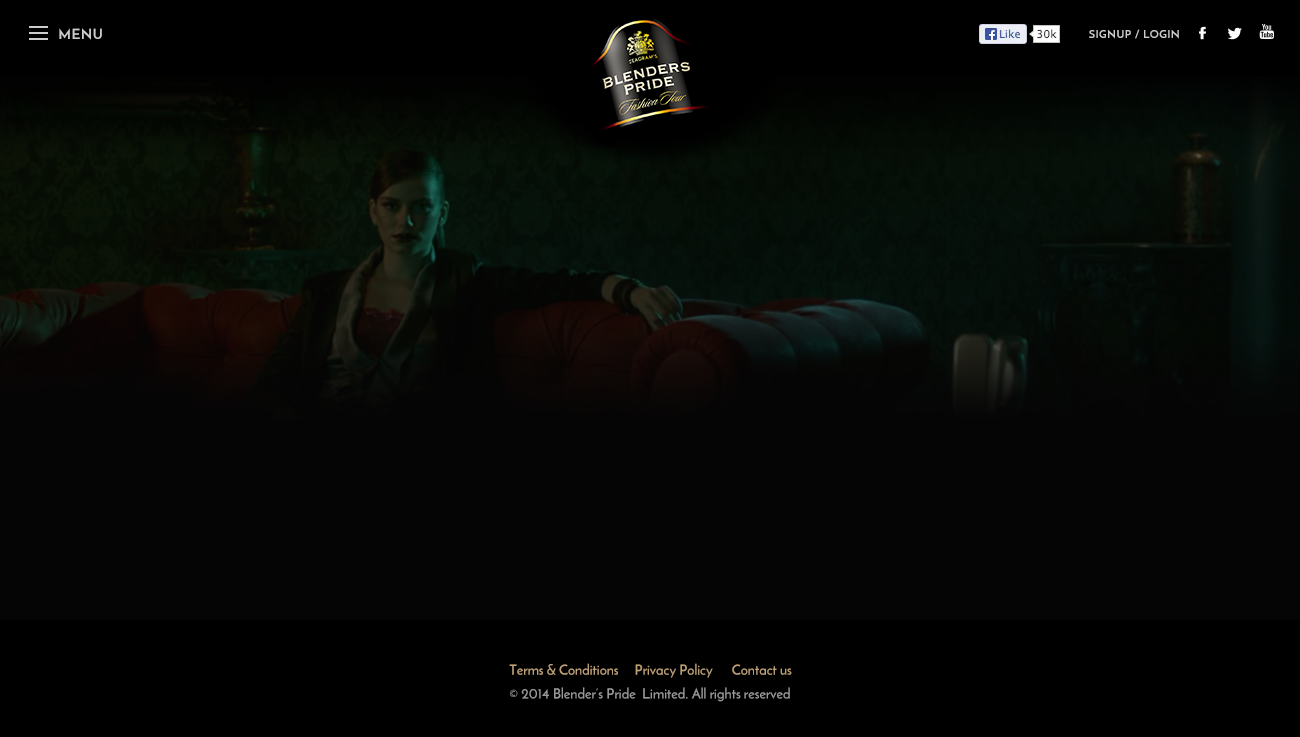 MENU
SEAGRAM'S
BLENDERS
PRIDE
Fashion Tour
Like
30k
SIGNUP / LOGIN
You
Tube
Terms & Conditions Privacy Policy Contact us
© 2014 Blender's Pride Limited. All rights reserved